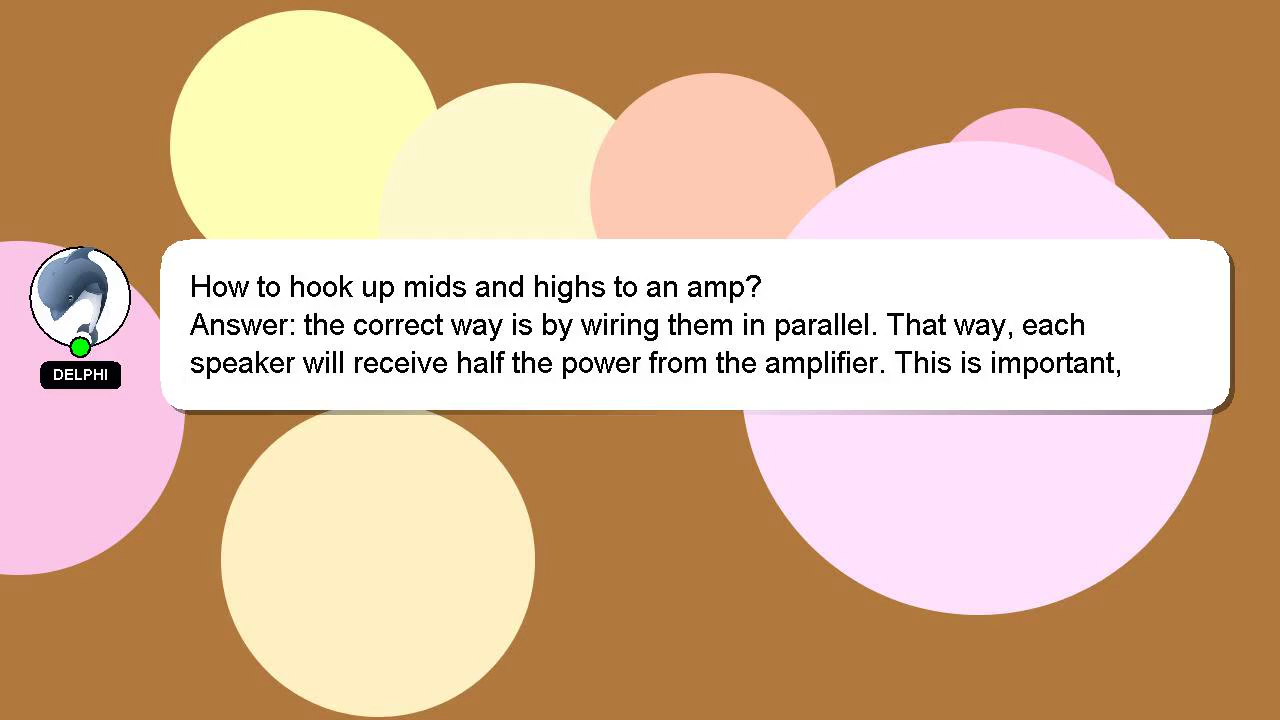 How to hook up mids and highs to an amp?
Answer: the correct way is by wiring them in parallel. That way, each
speaker will receive half the power from the amplifier. This is important,
DELPHI